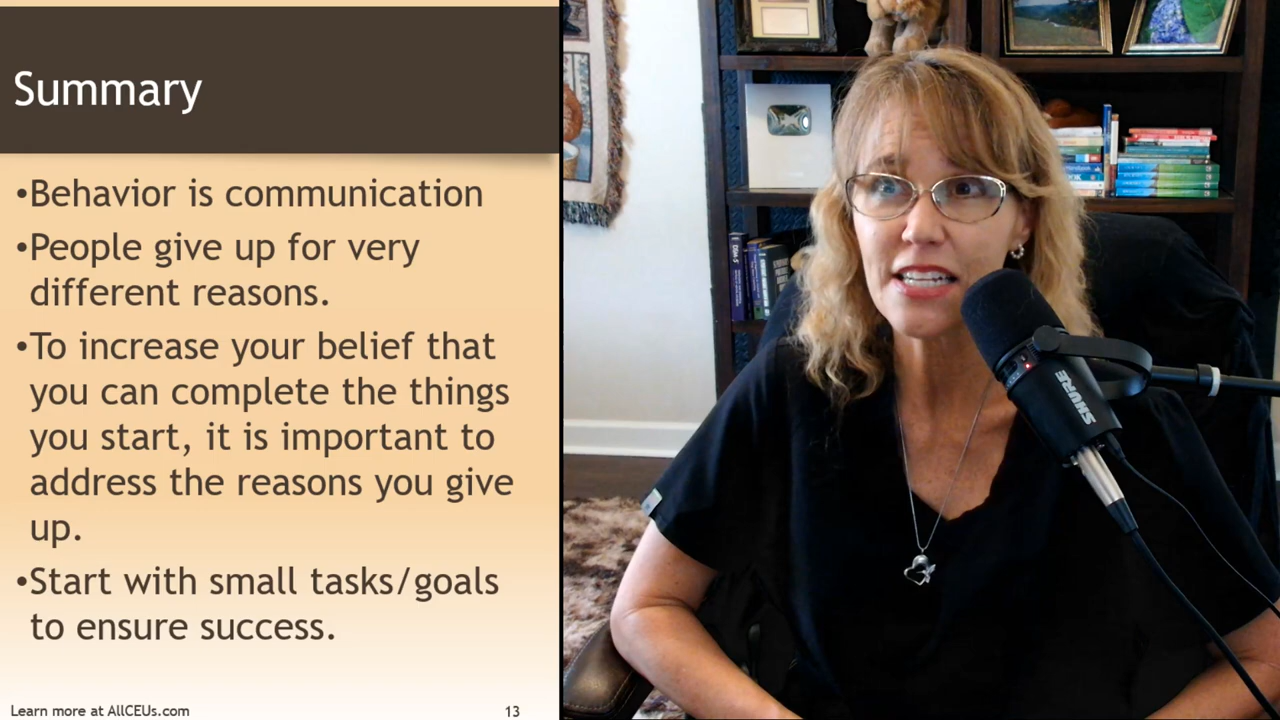 Summary
•Behavior is communication
•People give up for very
different reasons.
•To increase your belief that
you can complete the things
you start, it is important to
address the reasons you give
up.
•Start with small tasks/goals
to ensure success.
Learn more at AllCEUs.com
13
DSM-5
SHURE